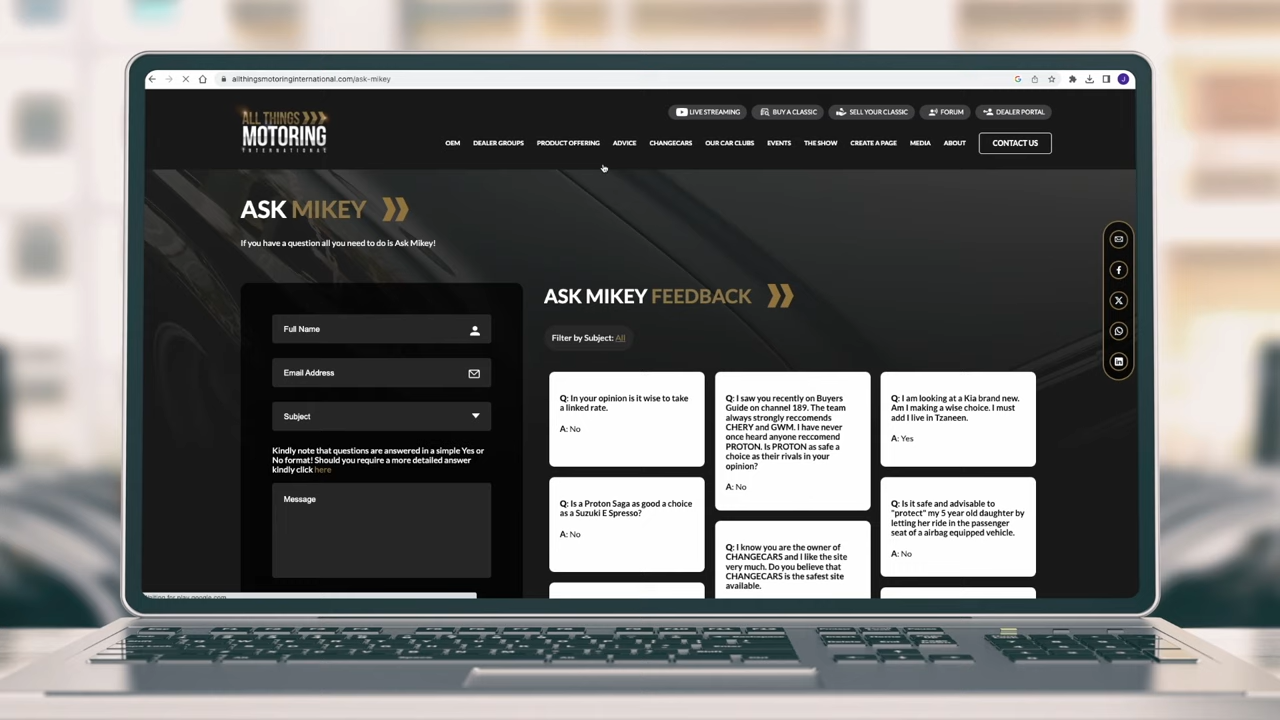 allthingsmotoringinternational.com/ask-mikey
ALL THINGS
MOTORING
INTERNATIONAL
LIVE STREAMING
BUY A CLASSIC
SELL YOUR CLASSIC
FORUM
DEALER PORTAL
OEM
DEALER GROUPS
PRODUCT OFFERING
ADVICE
CHANGECARS
OUR CAR CLUBS
EVENTS
THE SHOW
CREATE A PAGE
MEDIA
ABOUT
CONTACT US
ASK MIKEY
If you have a question all you need to do is Ask Mikey!
Full Name
Email Address
Subject
Kindly note that questions are answered in a simple Yes or
No format! Should you require a more detailed answer
kindly click here
Message
ASK MIKEY FEEDBACK
Filter by Subject: All
Q: In your opinion is it wise to take
a linked rate.
A: No
Q: I saw you recently on Buyers
Guide on channel 189. The team
always strongly reccomends
CHERY and GWM. I have never
once heard anyone reccommend
PROTON. Is PROTON as safe a
choice as their rivals in your
opinion?
A: No
Q: I am looking at a Kia brand new.
Am I making a wise choice. I must
add I live in Tzaneen.
A: Yes
Q: Is a Proton Saga as good a choice
as a Suzuki E Spresso?
A: No
Q: I know you are the owner of
CHANGECARS and I like the site
very much. Do you believe that
CHANGECARS is the safest site
available.
Q: Is it safe and advisable to
"protect" my 5 year old daughter by
letting her ride in the passenger
seat of a airbag equipped vehicle.
A: No